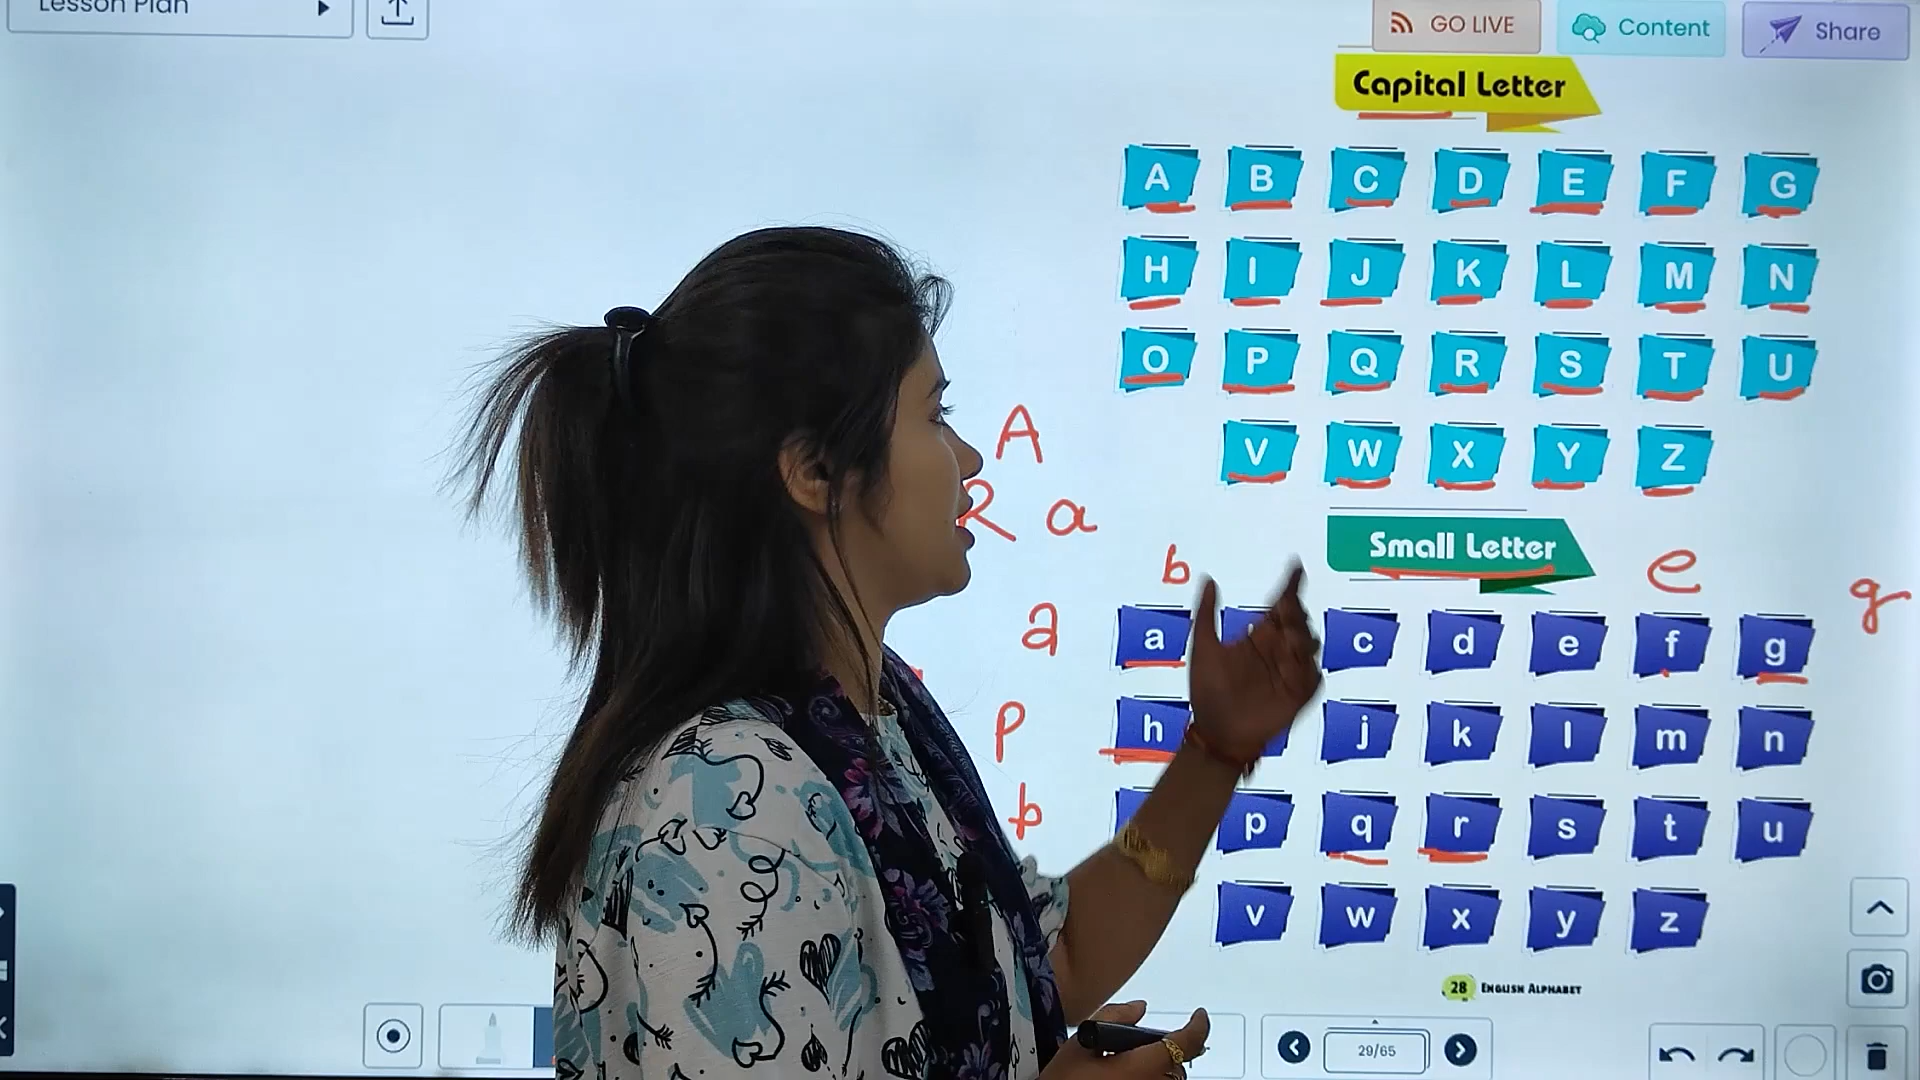 Lesson Plan
GO LIVE Content Share
Capital Letter
A B C D E F G
H I J K L M N
O P Q R S T U
A
V W X Y Z
R a
Small Letter
b e g
a
a c d e f g
p
h j k l m n
b
p q r s t u
v w x y z
28 ENGLISH ALPHABET
29/65